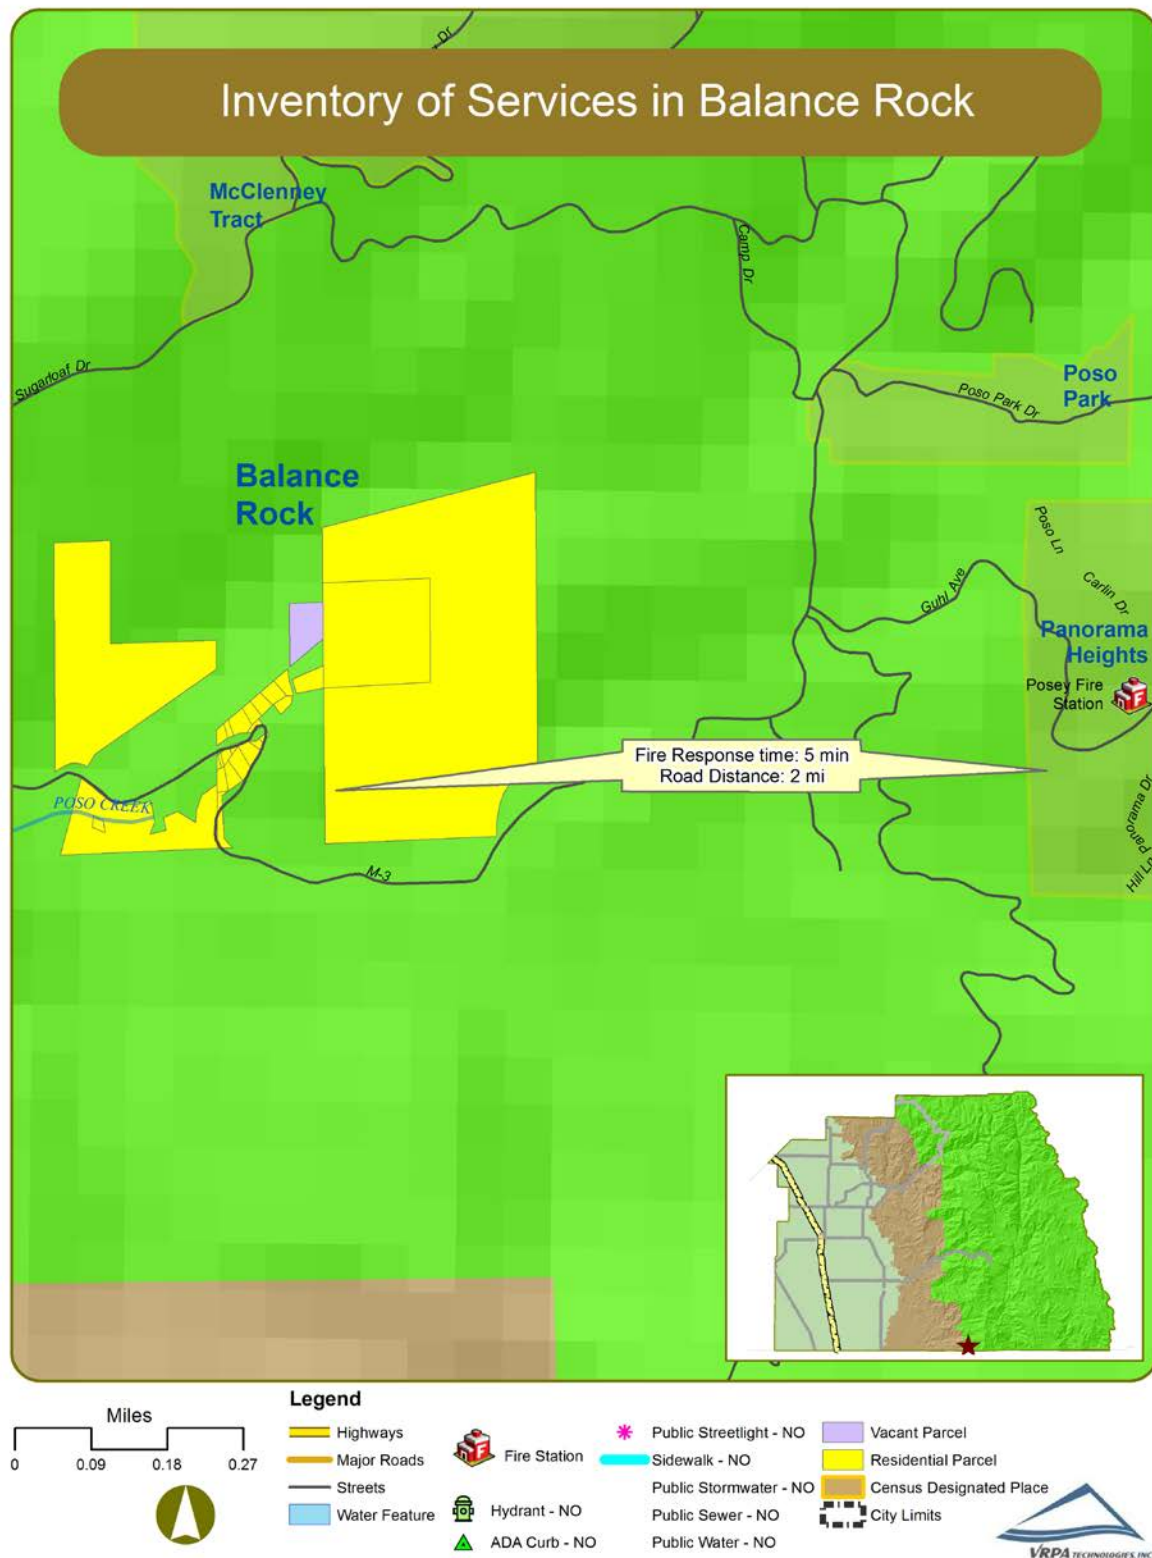 Dr
Inventory of Services in Balance Rock
McClenney
Tract
Camp Dr
Sugarloaf Dr
Poso
Park
Poso Park Dr
Balance
Rock
Poso Ln
Carlin Dr
Guhl Ave
Panorama
Heights
Posey Fire
Station
F
Fire Response time: 5 min
Road Distance: 2 mi
POSO CREEK
Panorama Dr
Hill Ln
M-3
Legend
Miles
0 0.09 0.18 0.27
Highways
Major Roads
Streets
Water Feature
F
Fire Station
Hydrant - NO
ADA Curb - NO
Public Streetlight - NO
Sidewalk - NO
Public Stormwater - NO
Public Sewer - NO
Public Water - NO
Vacant Parcel
Residential Parcel
Census Designated Place
City Limits
VRPA TECHNOLOGIES, INC